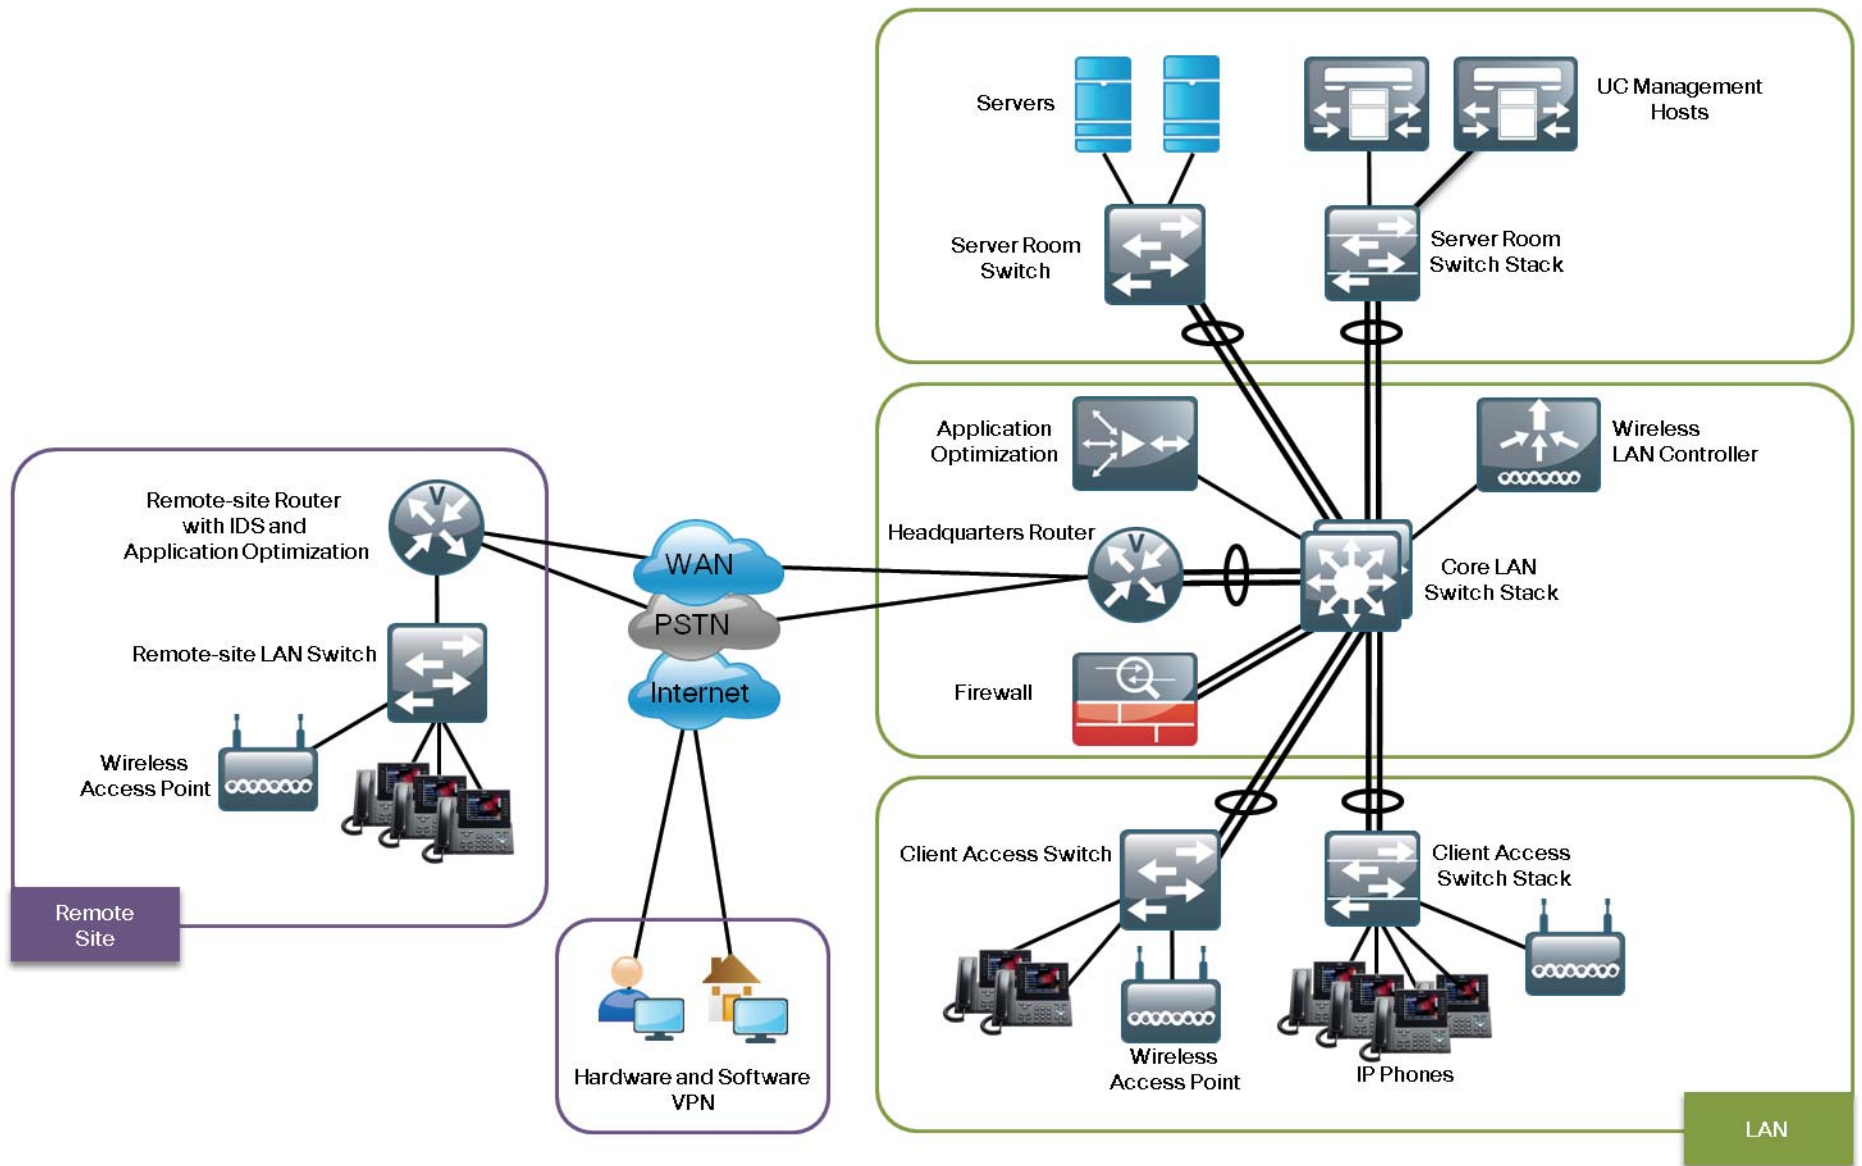 Servers
UC Management
Hosts
Server Room
Switch
Server Room
Switch Stack
Application
Optimization
Wireless
LAN Controller
Headquarters Router
V
Core LAN
Switch Stack
Firewall
Remote-site Router
with IDS and
Application Optimization
V
WAN
PSTN
Internet
Remote-site LAN Switch
Wireless
Access Point
Remote
Site
Hardware and Software
VPN
Client Access Switch
Client Access
Switch Stack
Wireless
Access Point
IP Phones
LAN